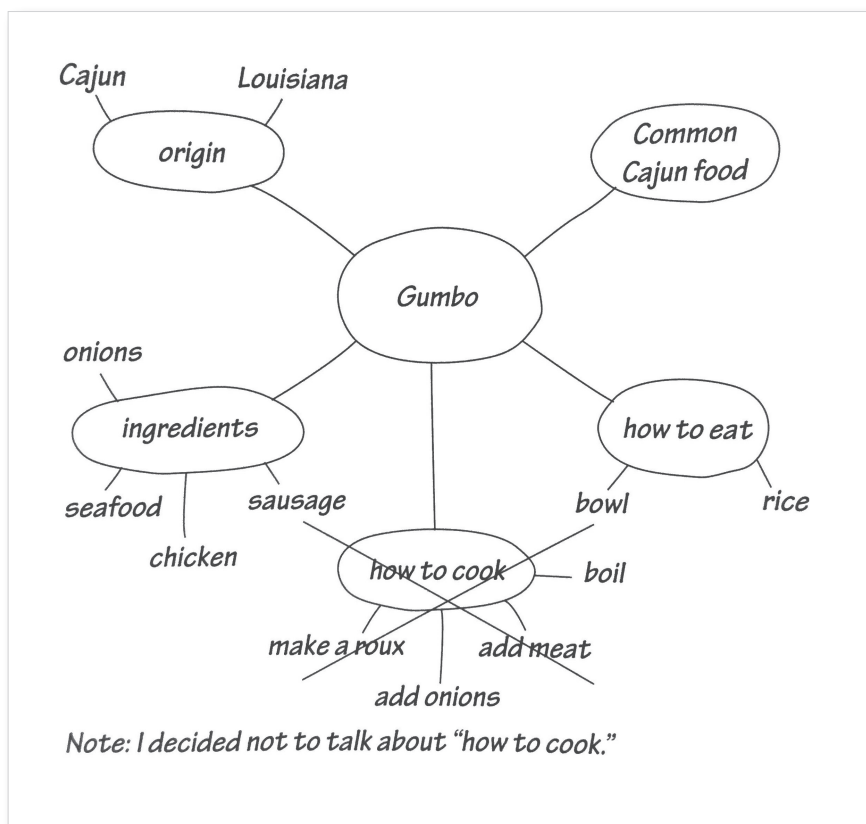 Cajun
Louisiana
origin
Common
Cajun food
Gumbo
onions
ingredients
seafood
chicken
sausage
how to eat
bowl
rice
how to cook
boil
make a roux
add meat
add onions
Note: I decided not to talk about “how to cook.”